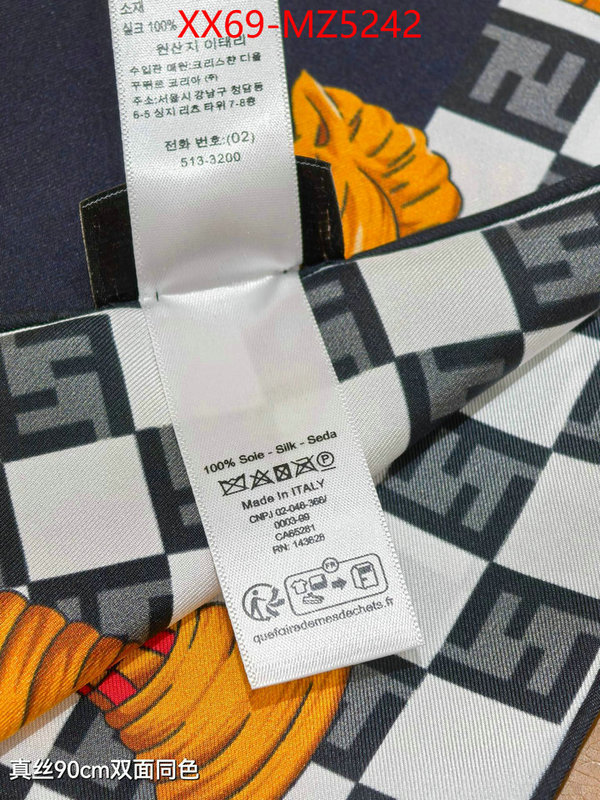 XX69-MZ5242
소재
실크 100%
원산지 이태리
수입판매원:크리스챤 디올
꾸뛰르 코리아 (주)
주소:서울시 강남구 청담동
6-5 싱지 리츠 타워 7-8층
전화 번호:(02)
513-3200
100% Soie - Silk - Seda
Made in ITALY
CNPJ 02-046-366/
0003-99
CA65281
RN: 143628
FR
quefairedemesdechets.fr
真丝90cm双面同色